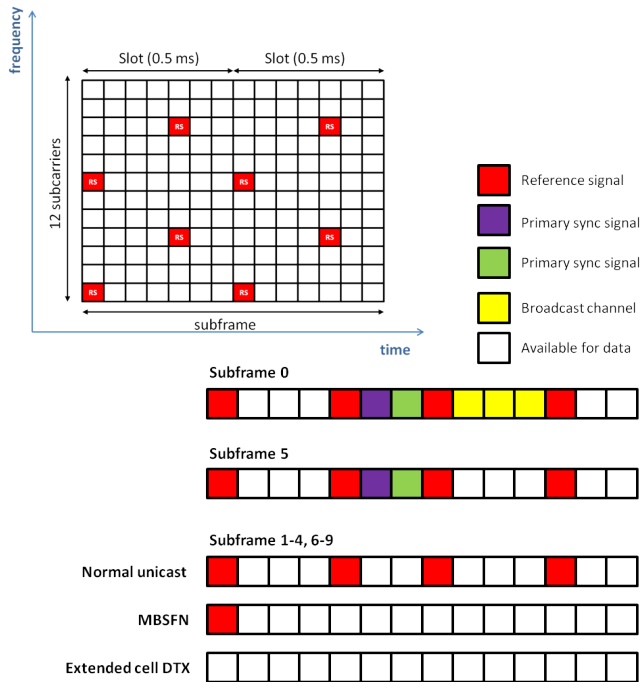 frequency
Slot (0.5 ms)
Slot (0.5 ms)
12 subcarriers
RS
RS
RS
RS
RS
RS
RS
RS
subframe
time
Reference signal
Primary sync signal
Primary sync signal
Broadcast channel
Available for data
Subframe 0
Subframe 5
Subframe 1-4, 6-9
Normal unicast
MBSFN
Extended cell DTX